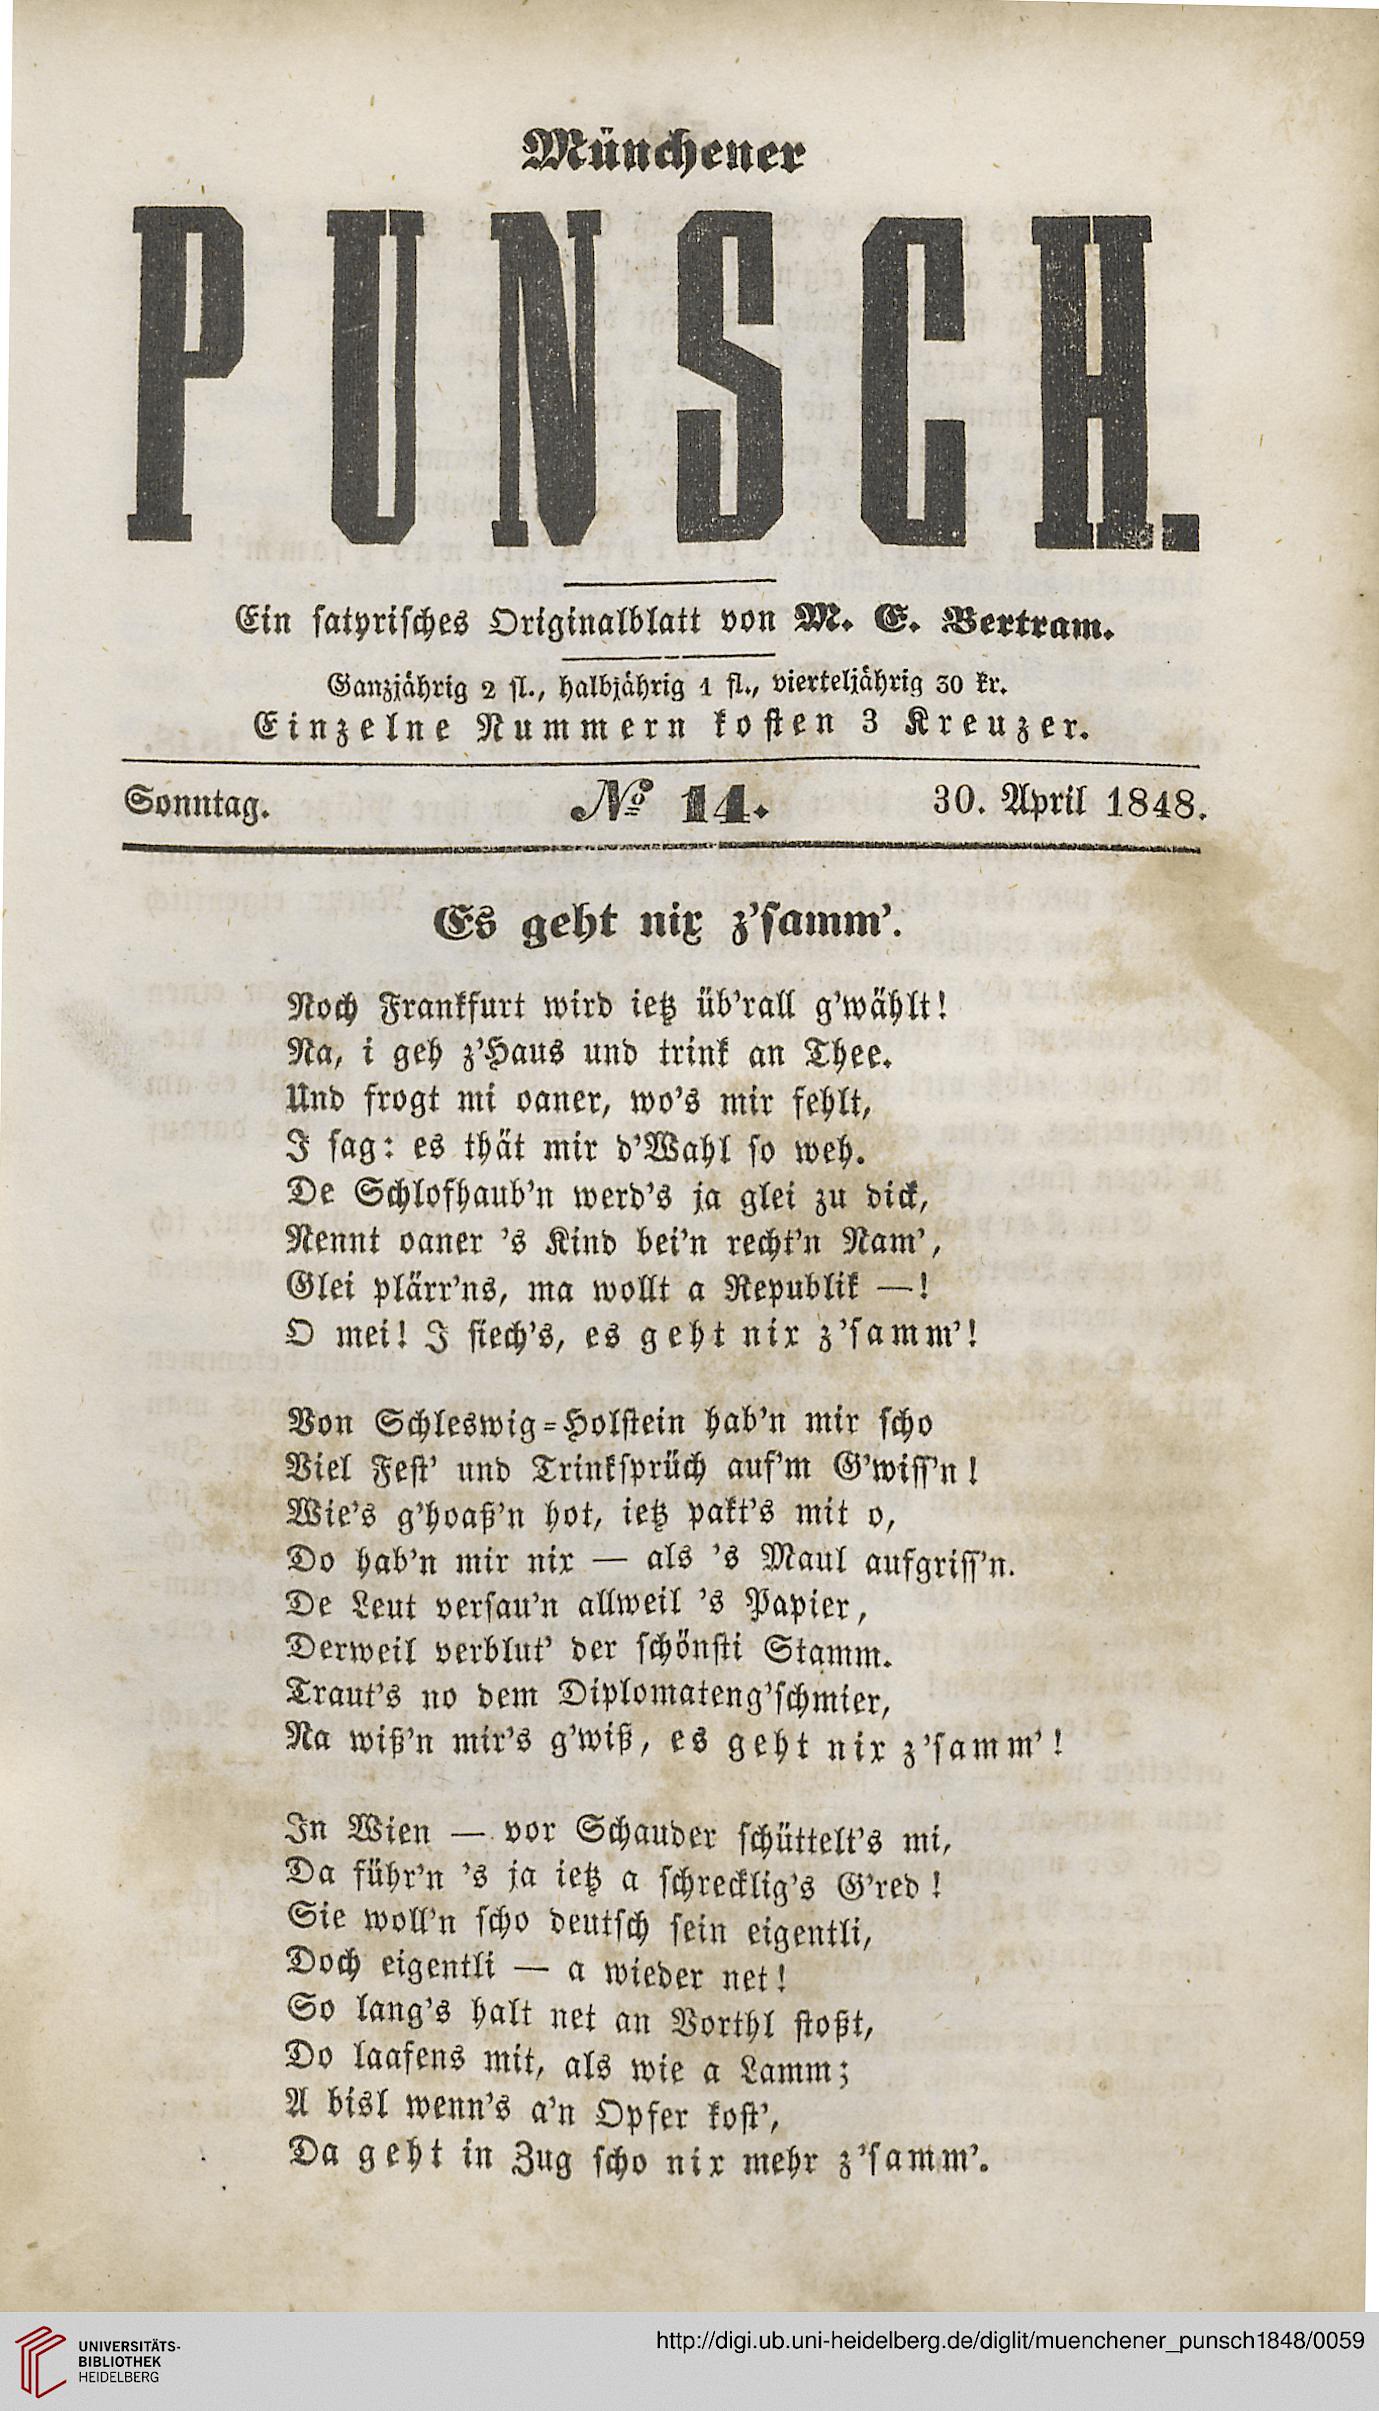 Münchener
PUNSCH.
Ein satyrisches Originalblatt von M. E. Bertram.
Ganzjährig 2 fl., halbjährig 1 fl., vierteljährig 30 kr.
Einzelne Nummern kosten 3 Kreuzer.
Sonntag. № 14. 30. April 1848.
Es geht nix z'samm'.
Noch Frankfurt wird ietz üb'rall g'wählt!
Na, i geh z'Haus und trink an Thee.
Und frogt mi oaner, wo's mir fehlt,
I sag: es thät mir d'Wahl so weh.
De Schlofhaub'n werd's ja glei zu dick,
Nennt oaner 's Kind bei'n recht'n Nam',
Glei plärr'ns, ma wollt a Republik —!
O mei! I siech's, es geht nix z'samm'!
Von Schleswig-Holstein hab'n mir scho
Viel Fest' und Trinksprüch auf'm G'wiss'n!
Wie's g'hoaß'n hot, ietz pakt's mit o,
Do hab'n mir nix — als 's Maul aufgriss'n.
De Leut versau'n allweil 's Papier,
Derweil verblut' der schönsti Stamm.
Traut's no dem Diplomateng'schmier,
Na wiß'n mir's g'wiß, es geht nix z'samm'!
In Wien — vor Schauder schüttelt's mi,
Da führ'n 's ja ietz a schrecklig's G'red!
Sie woll'n scho deutsch sein eigentli,
Doch eigentli — a wieder net!
So lang's halt net an Vorthl stoßt,
Do laafens mit, als wie a Lamm;
A bisl wenn's a'n Opfer kost',
Da geht in Zug scho nix mehr z'samm'.
UNIVERSITÄTS-
BIBLIOTHEK
HEIDELBERG
http://digi.ub.uni-heidelberg.de/diglit/muenchener_punsch1848/0059